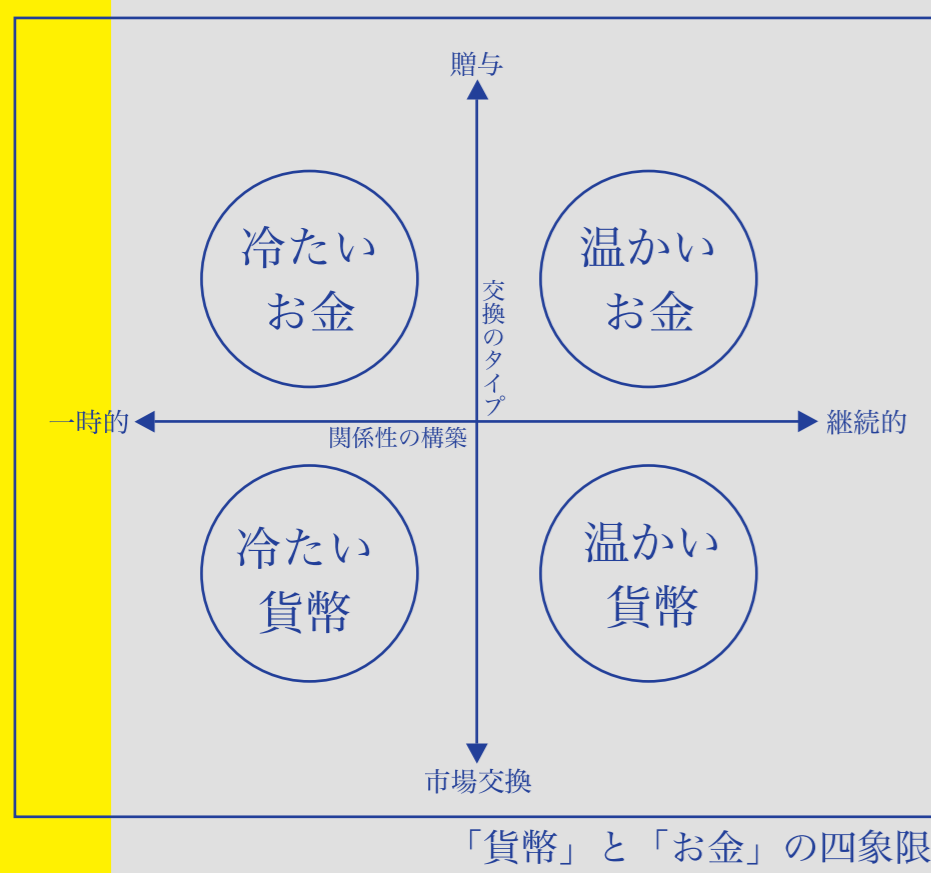 贈与
冷たい
お金
温かい
お金
交換のタイプ
一時的
継続的
関係性の構築
冷たい
貨幣
温かい
貨幣
市場交換
「貨幣」と「お金」の四象限